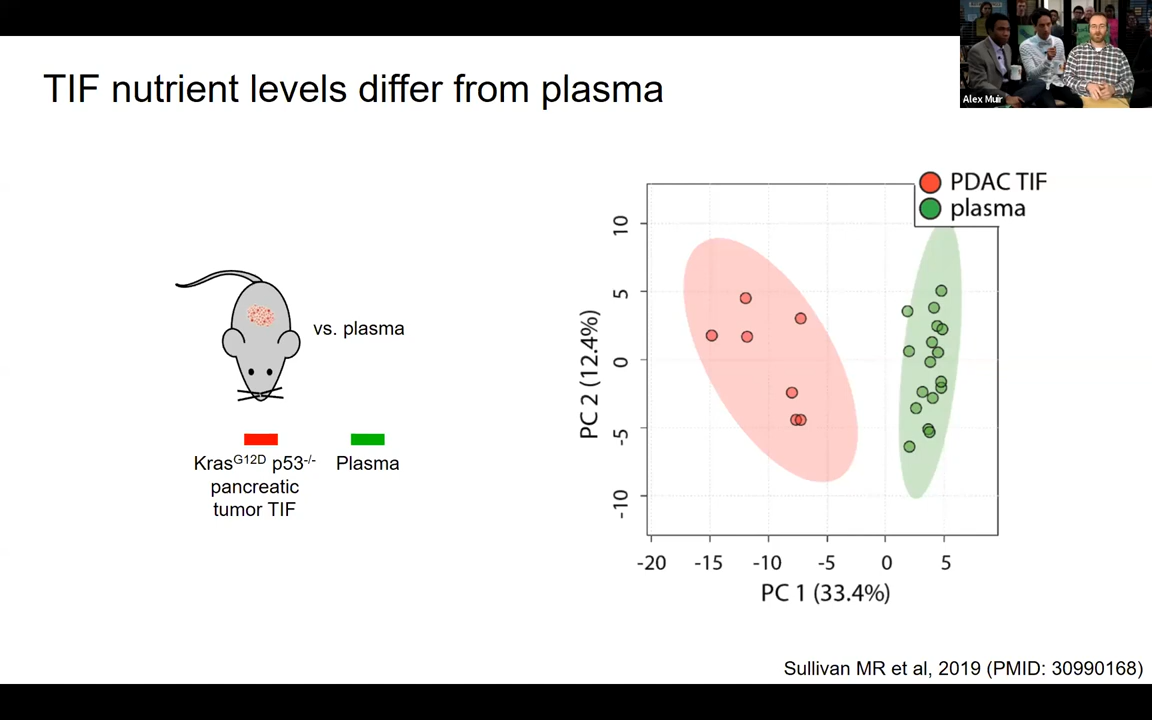 TIF nutrient levels differ from plasma
Alex Muir
PDAC TIF
plasma
vs. plasma
Kras^G12D p53^-/-
pancreatic
tumor TIF
Plasma
PC 2 (12.4%)
10
5
0
-5
-10
-20 -15 -10 -5 0 5
PC 1 (33.4%)
Sullivan MR et al, 2019 (PMID: 30990168)